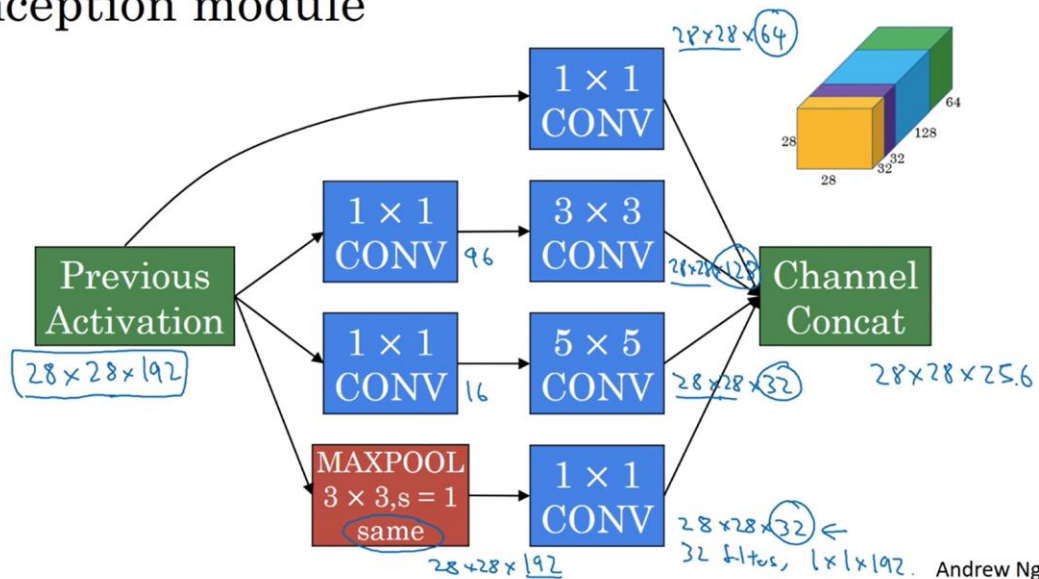 ception module
28×28×64
1 × 1
CONV
28
28
32
32
128
64
1 × 1
CONV
96
3 × 3
CONV
28×28×128
Previous
Activation
28×28×192
Channel
Concat
28×28×256
1 × 1
CONV
16
5 × 5
CONV
28×28×32
MAXPOOL
3 × 3,s = 1
same
28×28×192
1 × 1
CONV
28×28×32 ←
32 filters, 1×1×192.
Andrew Ng